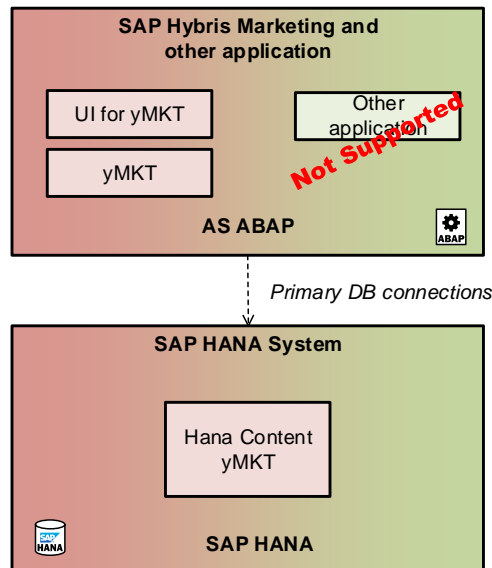 SAP Hybris Marketing and
other application
UI for yMKT
Other
application
Not Supported
yMKT
AS ABAP
ABAP
Primary DB connections
SAP HANA System
Hana Content
yMKT
SAP
HANA
SAP HANA